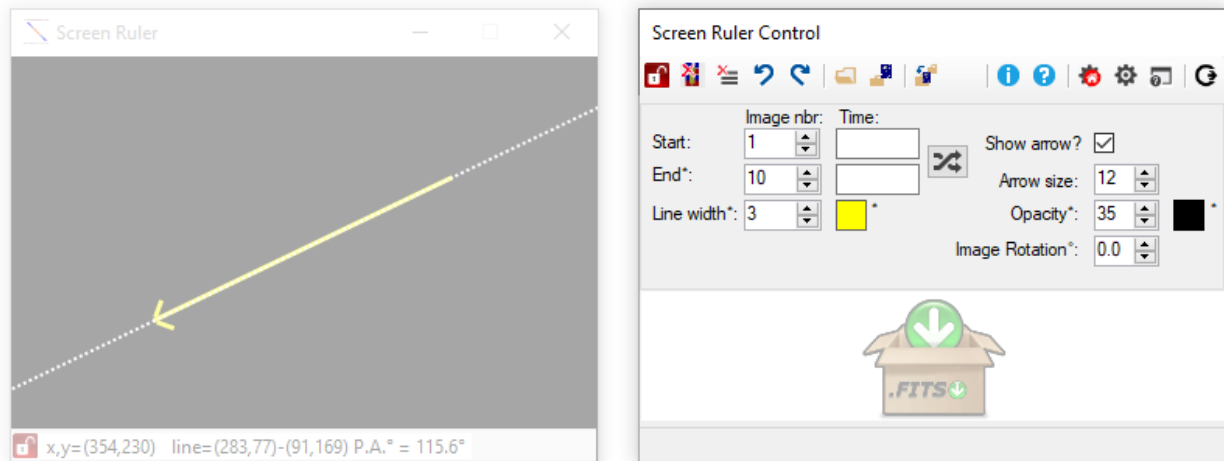 Screen Ruler
x,y=(354,230) line=(283,77)-(91,169) P.A.° = 115.6°
Screen Ruler Control
Image nbr: Time:
Start: 1 Show arrow?
End*: 10 Arrow size: 12
Line width*: 3 * Opacity*: 35 *
Image Rotation*: 0.0
.FITS